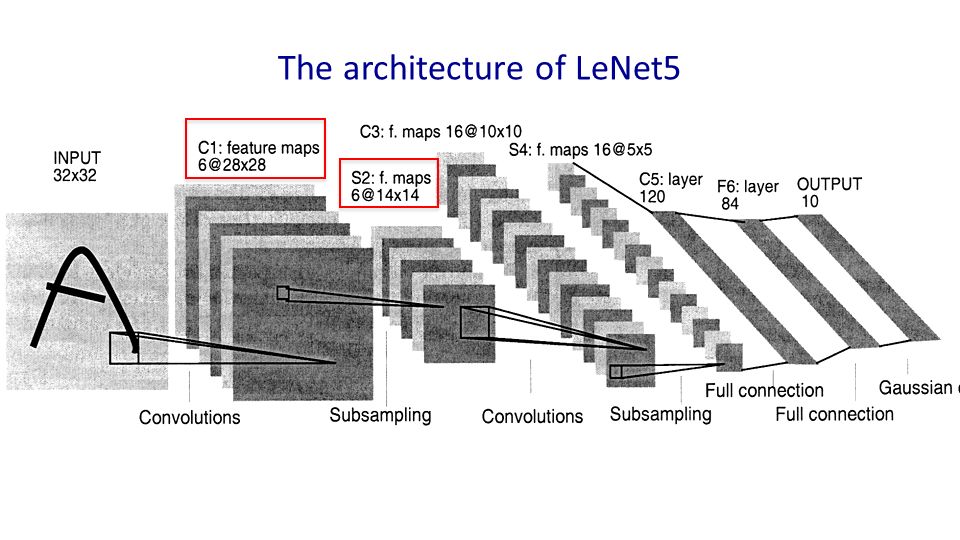 The architecture of LeNet5
INPUT
32x32
C1: feature maps
6@28x28
S2: f. maps
6@14x14
C3: f. maps 16@10x10
S4: f. maps 16@5x5
C5: layer
120
F6: layer
84
OUTPUT
10
Convolutions
Subsampling
Convolutions
Subsampling
Full connection
Full connection
Gaussian